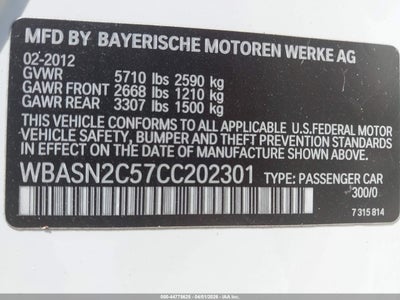 MFD BY BAYERISCHE MOTOREN WERKE AG
02-2012
GVWR 5710 lbs 2590 kg
GAWR FRONT 2668 lbs 1210 kg
GAWR REAR 3307 lbs 1500 kg
THIS VEHICLE CONFORMS TO ALL APPLICABLE U.S.FEDERAL MOTOR
VEHICLE SAFETY, BUMPER AND THEFT PREVENTION STANDARDS
IN EFFECT ON THE DATE OF MANUFACTURE SHOWN ABOVE.
WBASN2C57CC202301 TYPE: PASSENGER CAR
300/0
7 315 814